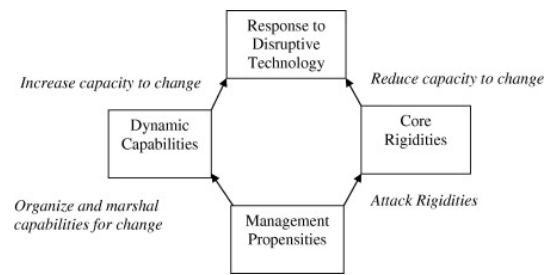 Response to
Disruptive
Technology
Increase capacity to change
Reduce capacity to change
Dynamic
Capabilities
Core
Rigidities
Organize and marshal
capabilities for change
Attack Rigidities
Management
Propensities